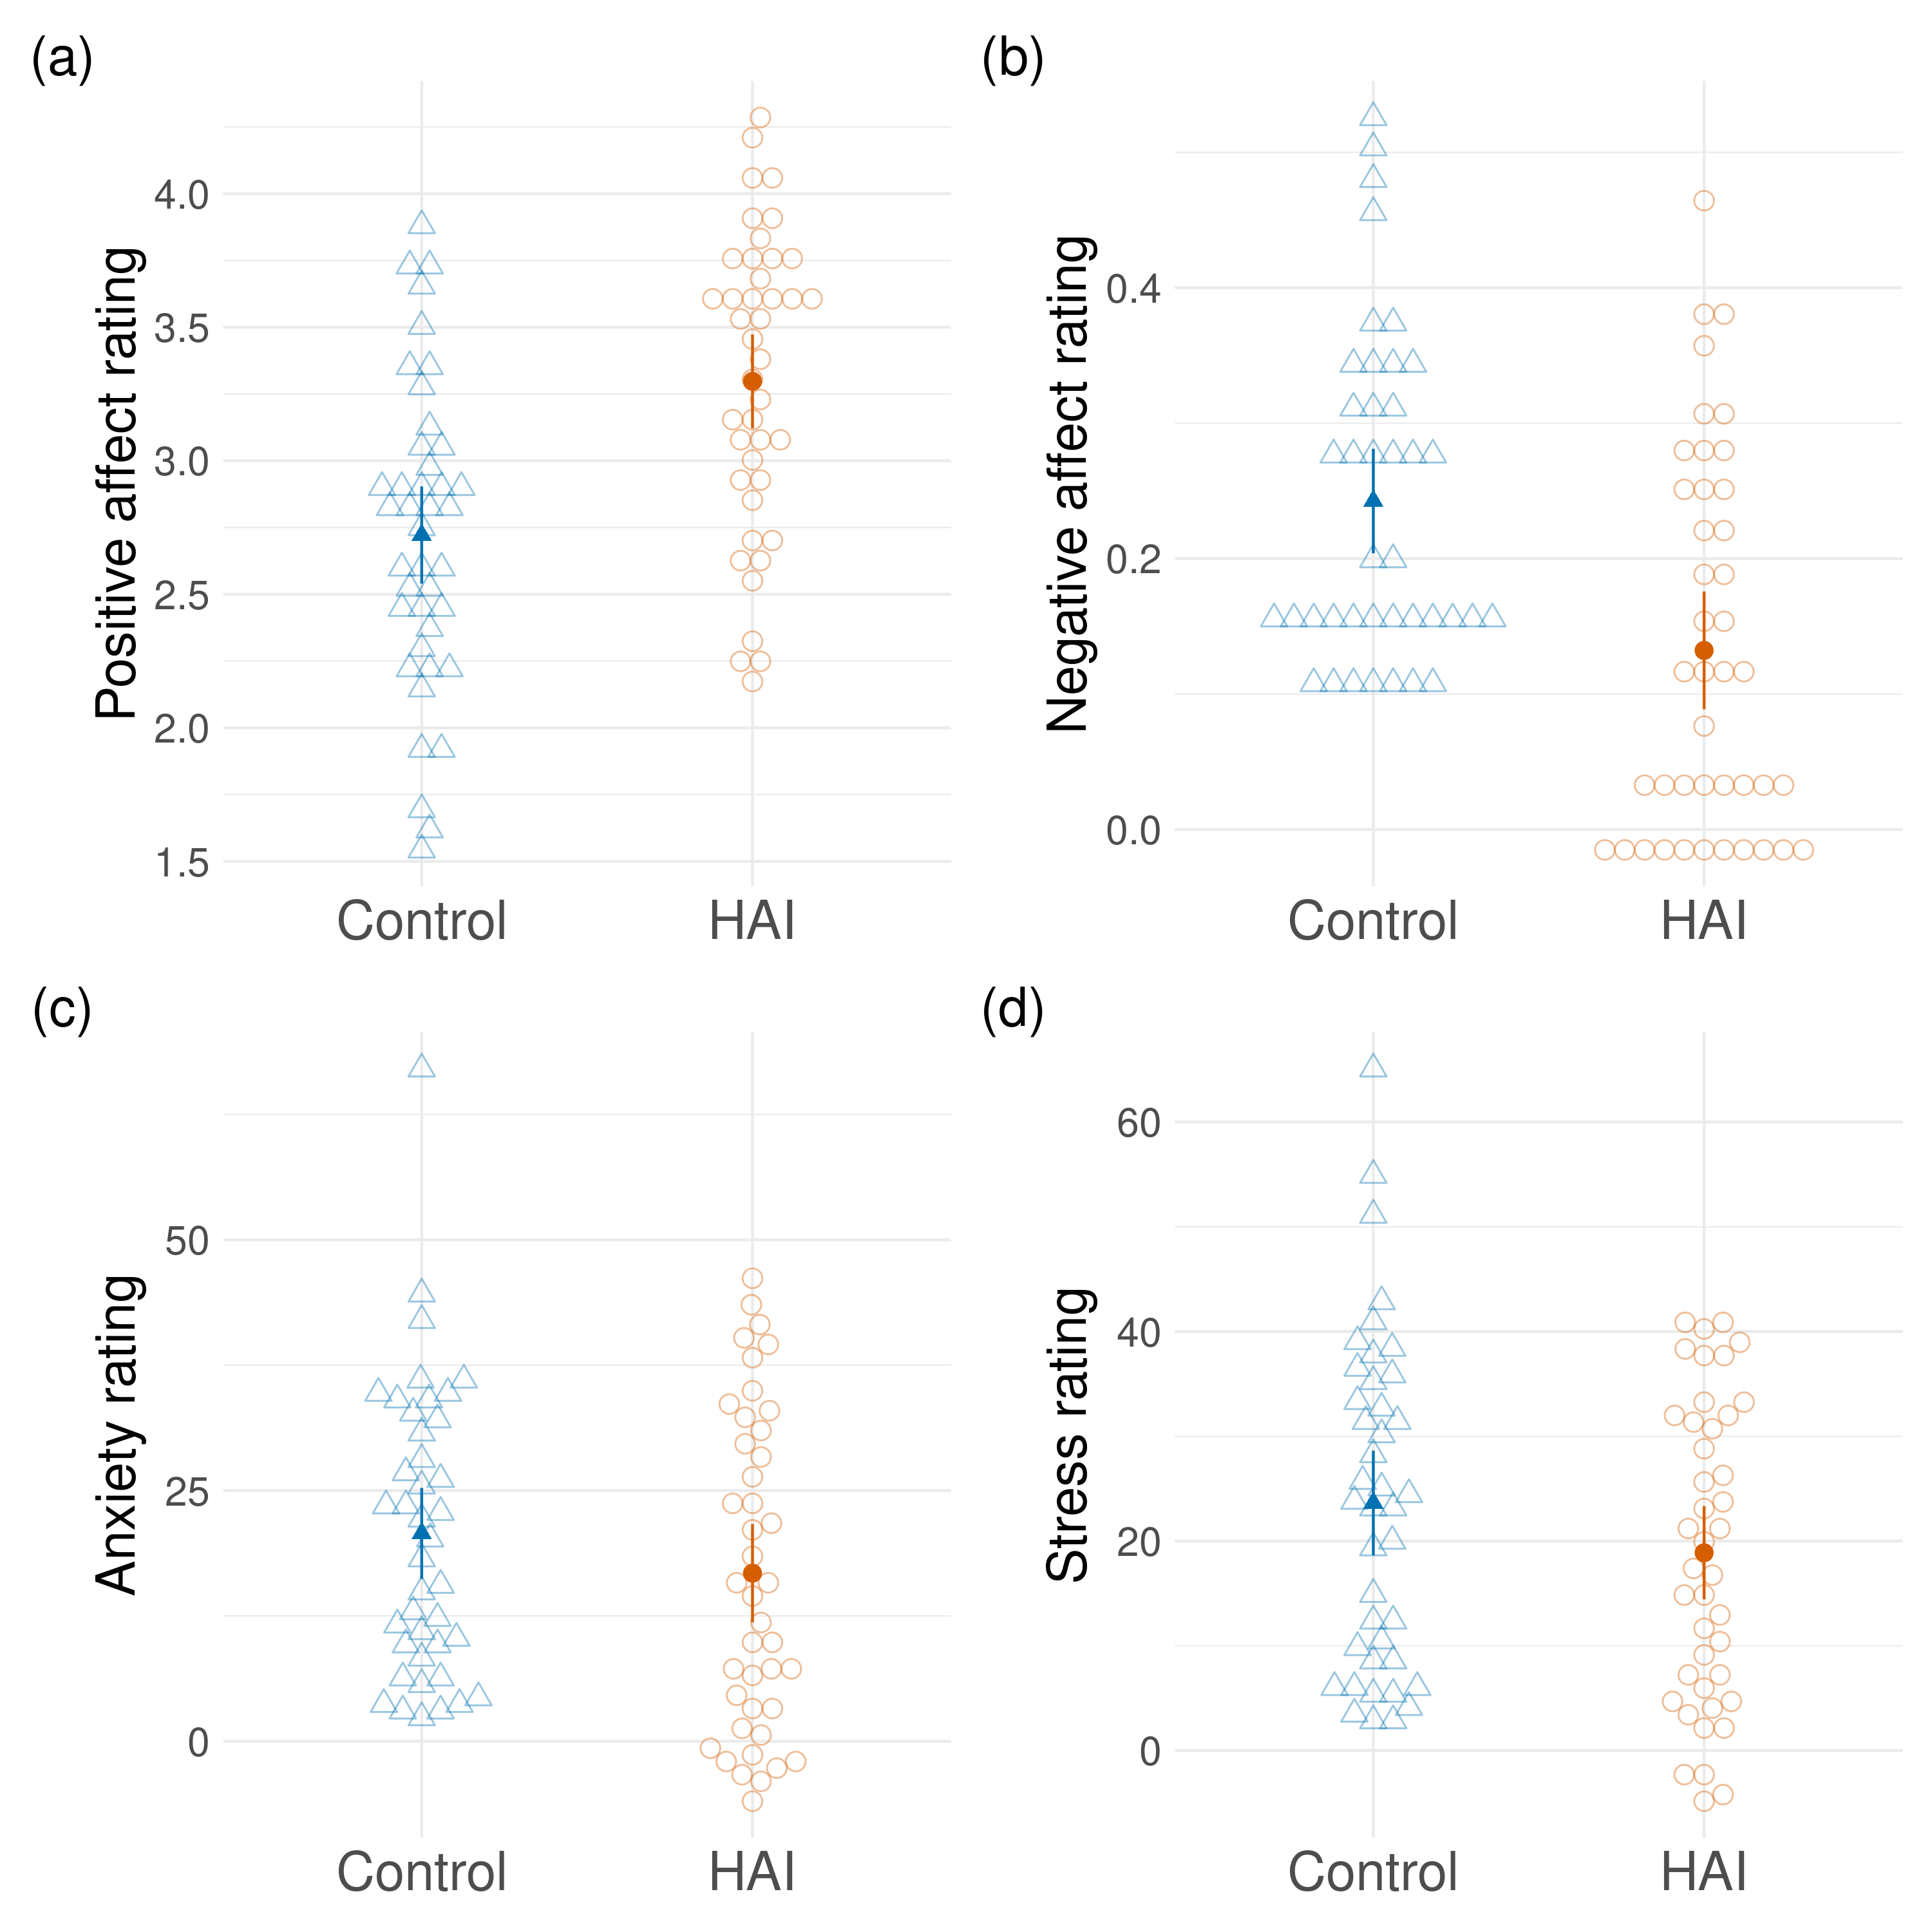 (a)
Positive affect rating
4.0
3.5
3.0
2.5
2.0
1.5
Control HAI
(b)
Negative affect rating
0.4
0.2
0.0
Control HAI
(c)
Anxiety rating
50
25
0
Control HAI
(d)
Stress rating
60
40
20
0
Control HAI